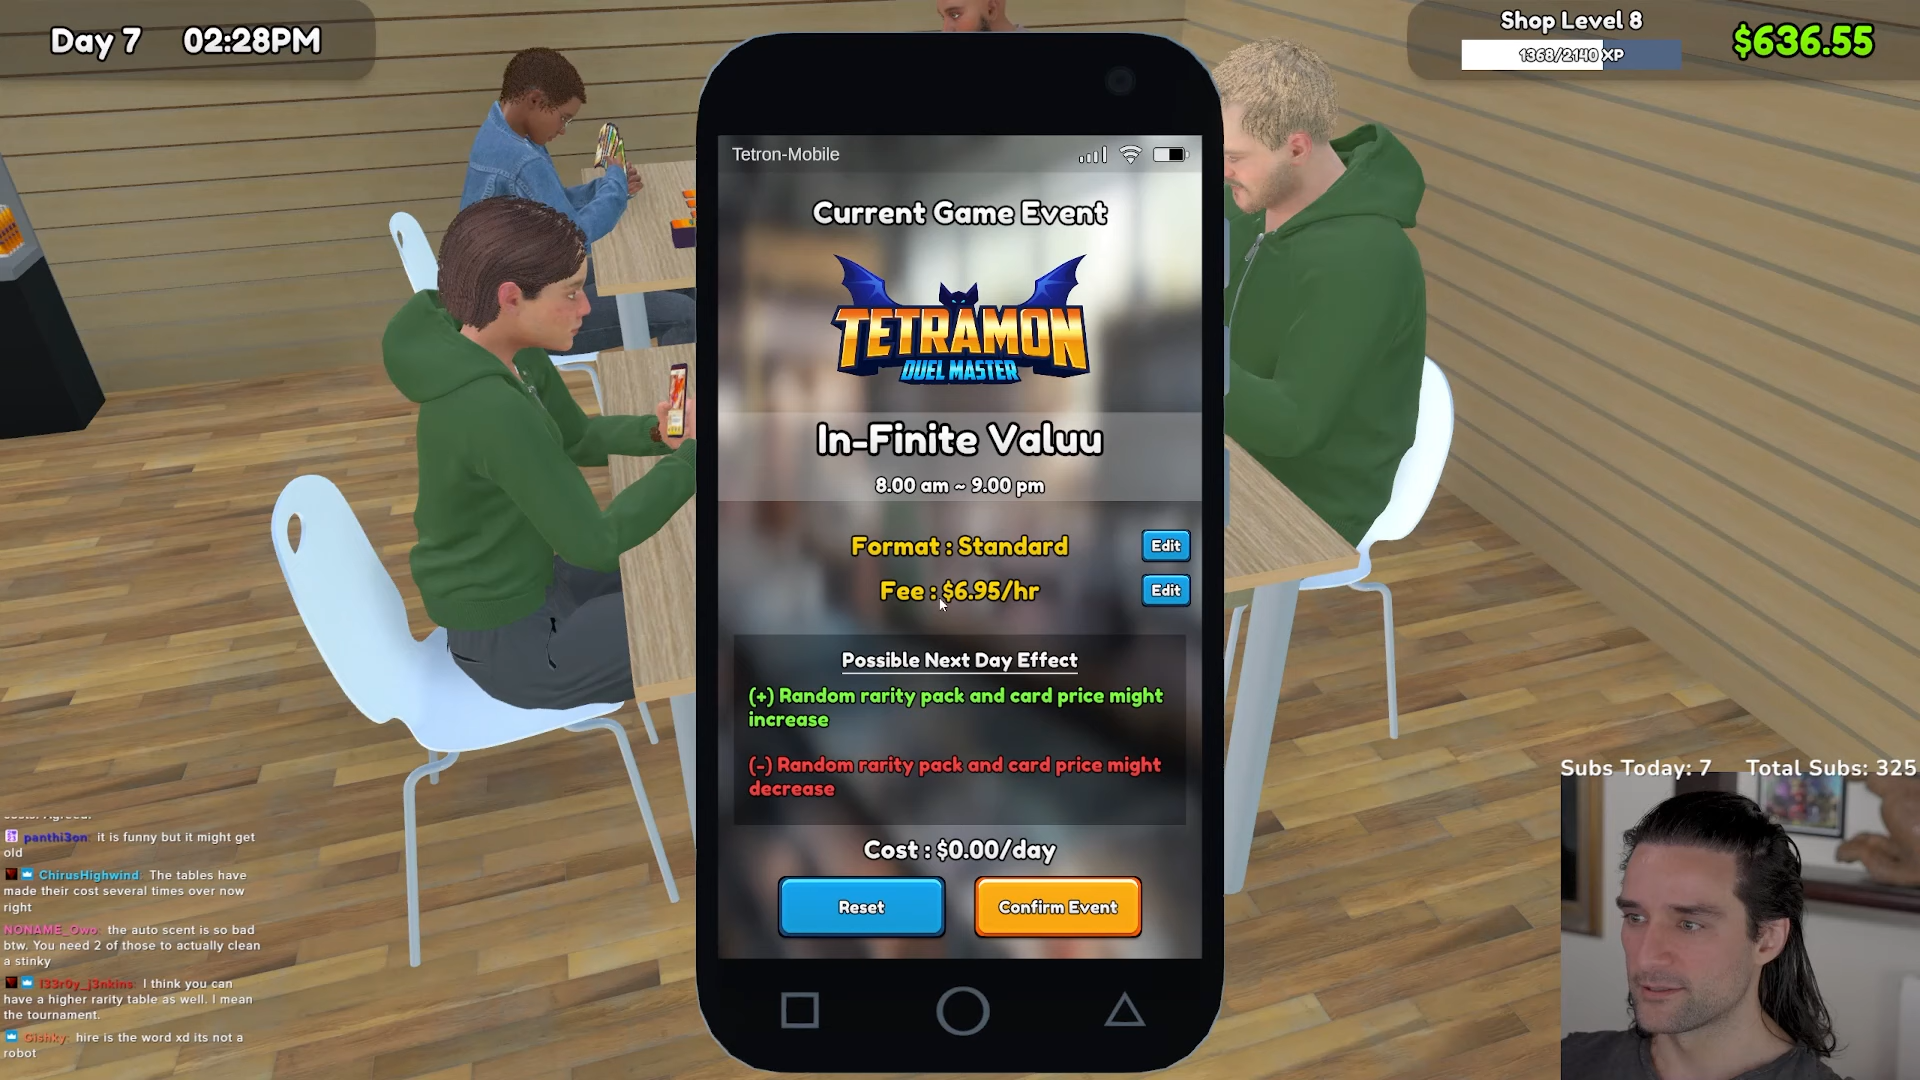 Day 7 02:28PM
Shop Level 8
1368/2140 XP
$636.55
Tetron-Mobile
Current Game Event
TETRAMON
DUEL MASTER
In-Finite Valuu
8.00 am ~ 9.00 pm
Format : Standard
Edit
Fee : $6.95/hr
Edit
Possible Next Day Effect
(+) Random rarity pack and card price might
increase
(-) Random rarity pack and card price might
decrease
Cost : $0.00/day
Reset
Confirm Event
Subs Today: 7 Total Subs: 325
panthi3on: it is funny but it might get
old
ChirusHighwind: The tables have
made their cost several times over now
right
NONAME_Owo: the auto scent is so bad
btw. You need 2 of those to actually clean
a stinky
l33r0y_j3nkins: I think you can
have a higher rarity table as well. I mean
the tournament.
Gishky: hire is the word xd its not a
robot